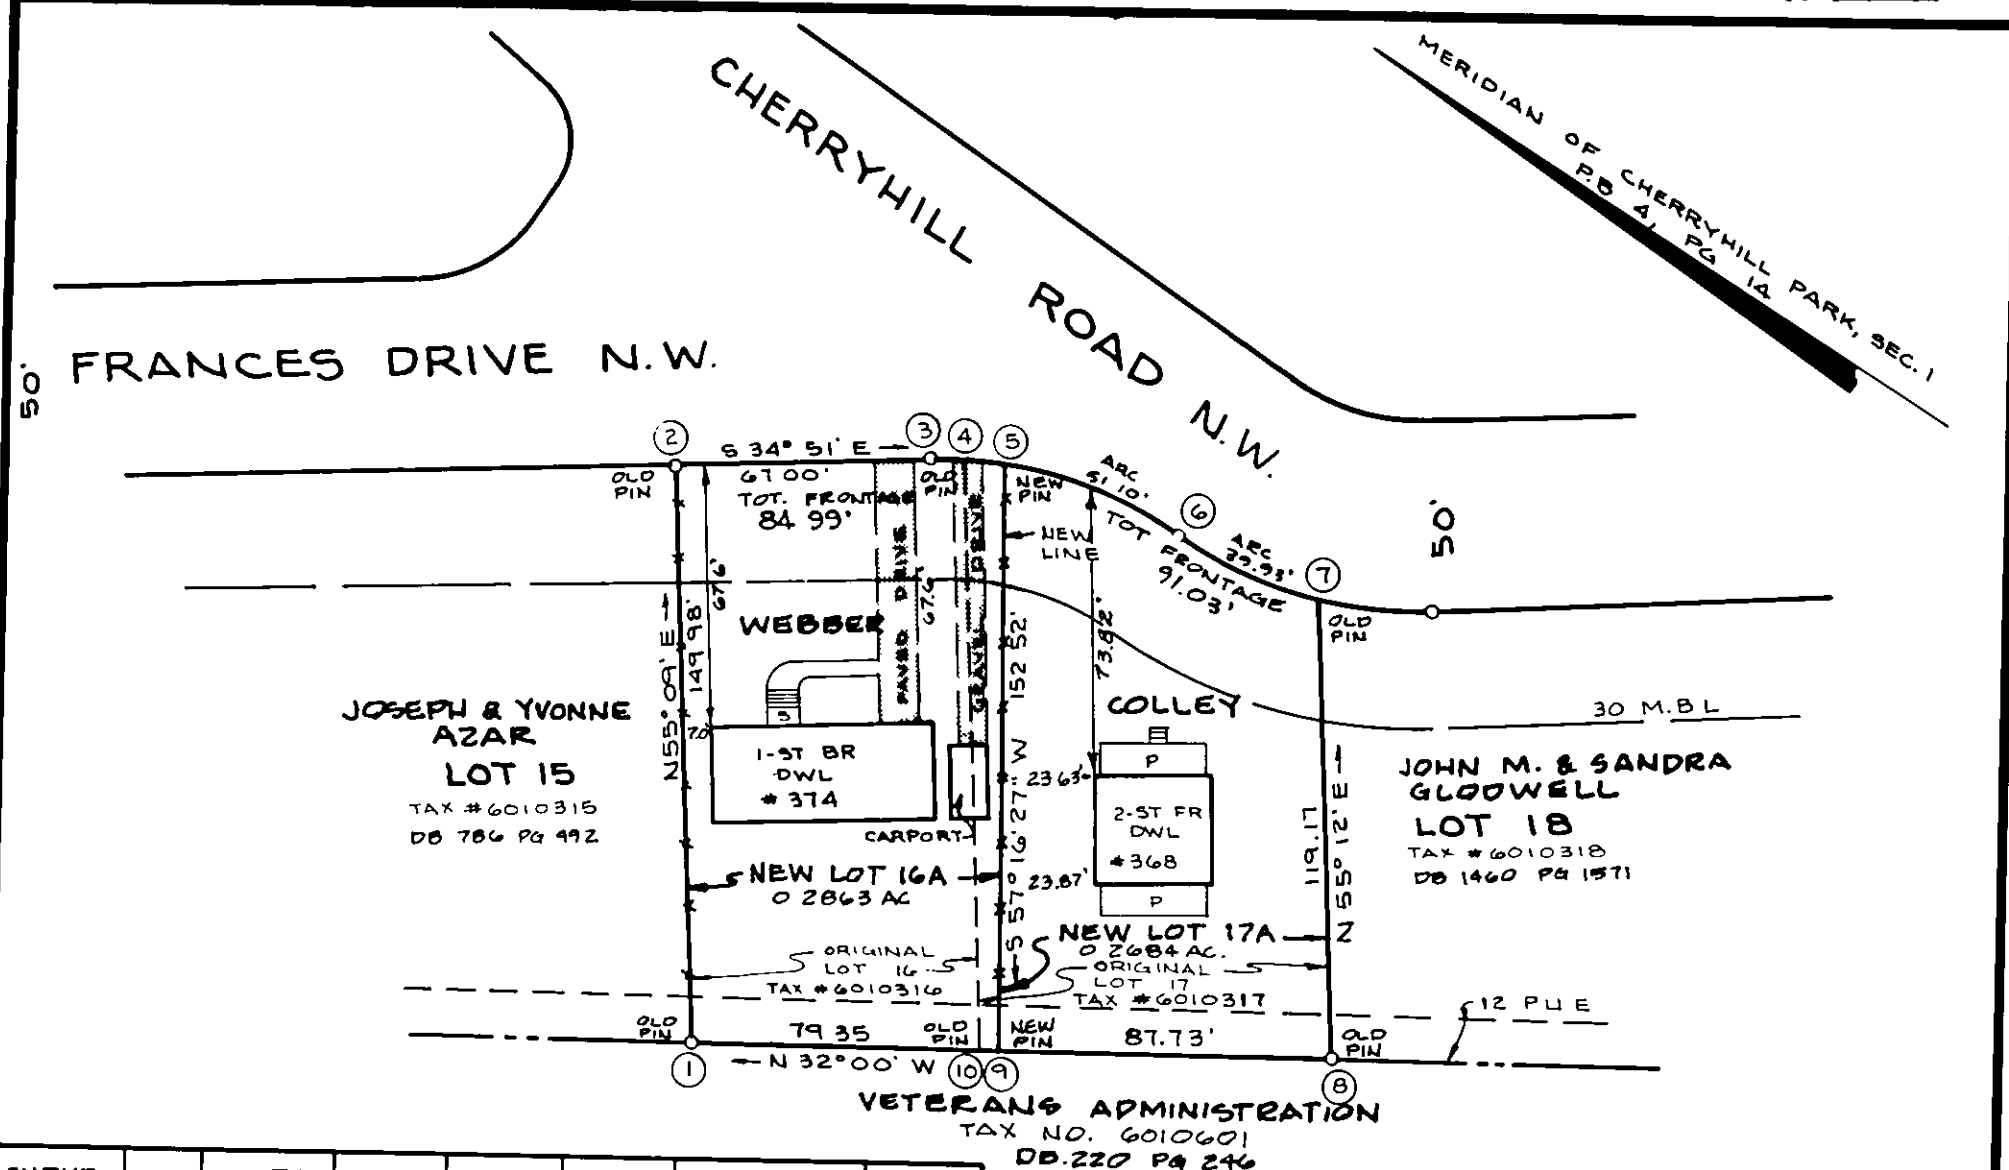 MERIDIAN OF CHERRYHILL PARK, SEC. 1
P.B 4, PG 14
CHERRYHILL ROAD N.W.
50'
FRANCES DRIVE N.W.
2
3
4
5
S 34° 51' E
67 00'
TOT. FRONTAGE
84 99'
OLD
PIN
OLD
PIN
NEW
PIN
ARC
51 10'
6
TOT FRONTAGE
91.03'
ARC
39.93'
7
50'
OLD
PIN
NEW
LINE
67.6'
PAVED DRIVE
67.6'
GRAVEL DRIVE
WEBBER
N55° 09' E
149 98'
152 52'
S 57° 16' 27" W
73.82'
COLLEY
30 M.B L
JOSEPH & YVONNE
AZAR
LOT 15
TAX #6010315
DB 786 PG 492
7.0'
S
1-ST BR
DWL
#374
CARPORT
23 63'
P
2-ST FR
DWL
#368
P
23.87'
119.17
N 55° 12' E
JOHN M. & SANDRA
GLODWELL
LOT 18
TAX #6010318
DB 1460 PG 1571
NEW LOT 16A
0 2863 AC
NEW LOT 17A
0 2684 AC.
ORIGINAL
LOT 16
TAX #6010316
ORIGINAL
LOT 17
TAX #6010317
12 PUE
OLD
PIN
79 35
OLD
PIN
NEW
PIN
87.73'
OLD
PIN
1
N 32°00' W
10
9
8
VETERANS ADMINISTRATION
TAX NO. 6010601
DB.220 PG 246